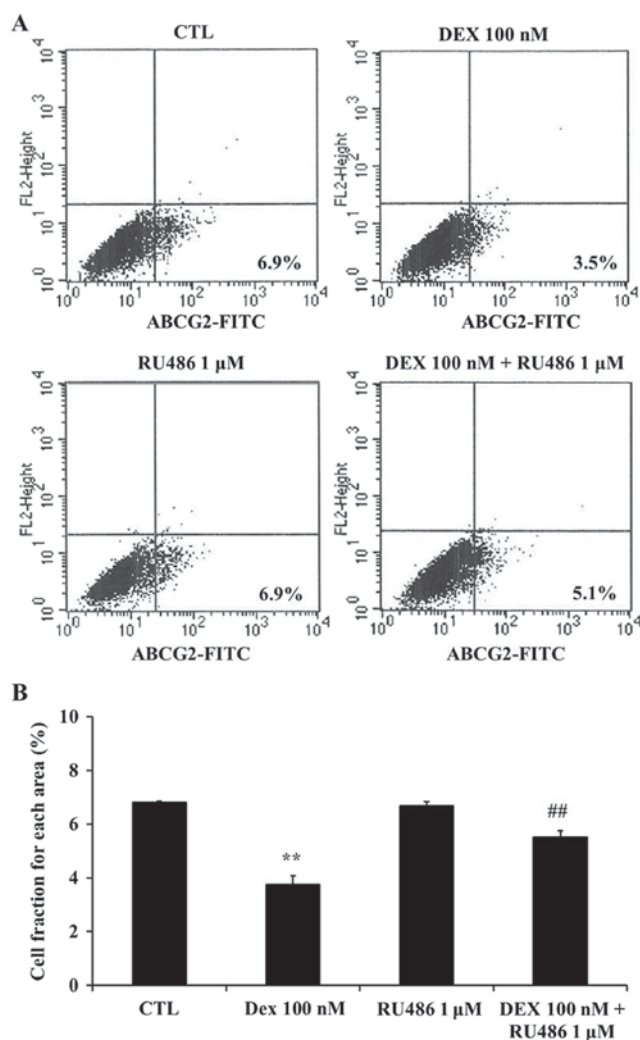 A
CTL
10^4
10^3
10^2
10^1
10^0
FL2-Height
6.9%
10^0 10^1 10^2 10^3 10^4
ABCG2-FITC
DEX 100 nM
10^4
10^3
10^2
10^1
10^0
FL2-Height
3.5%
10^0 10^1 10^2 10^3 10^4
ABCG2-FITC
RU486 1 µM
10^4
10^3
10^2
10^1
10^0
FL2-Height
6.9%
10^0 10^1 10^2 10^3 10^4
ABCG2-FITC
DEX 100 nM + RU486 1 µM
10^4
10^3
10^2
10^1
10^0
FL2-Height
5.1%
10^0 10^1 10^2 10^3 10^4
ABCG2-FITC
B
Cell fraction for each area (%)
10
8
6
4
2
0
**
##
CTL
Dex 100 nM
RU486 1 µM
DEX 100 nM +
RU486 1 µM